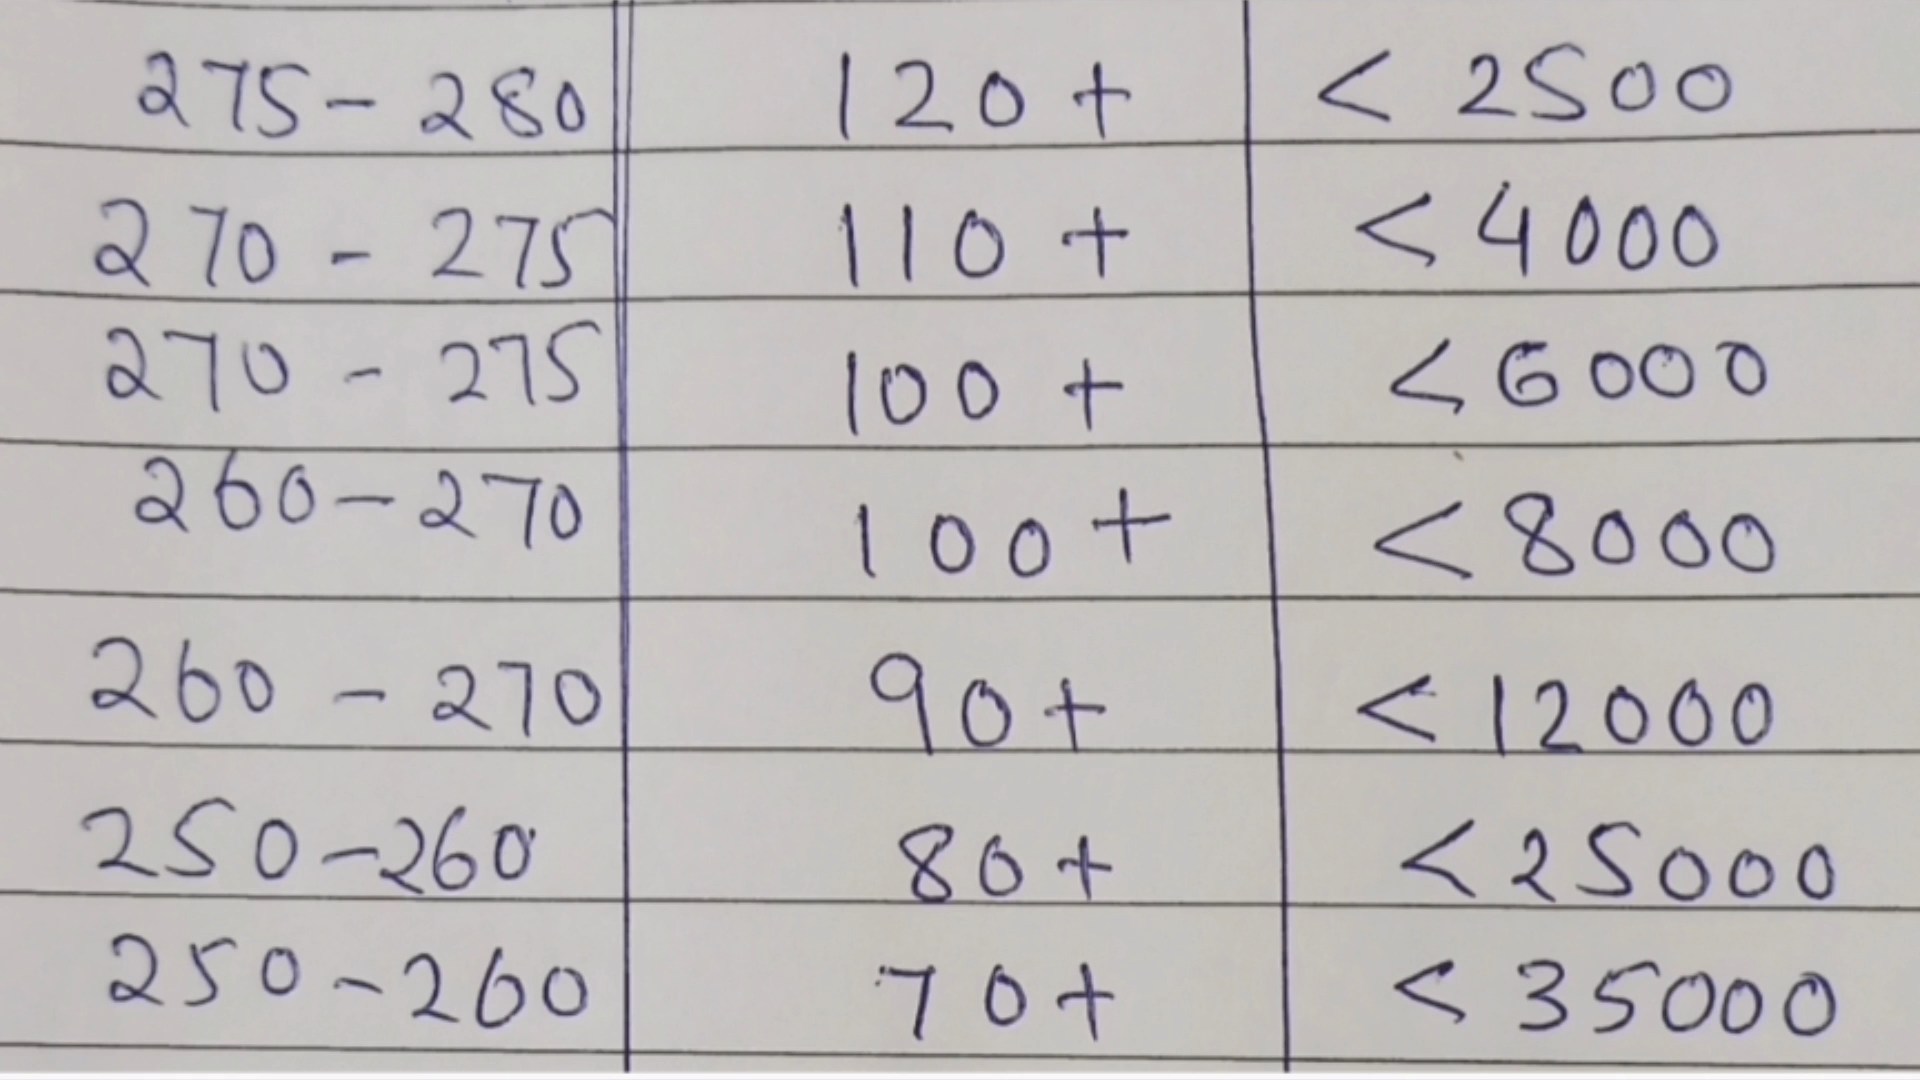 275 - 280 120 + < 2500
270 - 275 110 + < 4000
270 - 275 100 + < 6000
260 - 270 100 + < 8000
260 - 270 90 + < 12000
250 - 260 80 + < 25000
250 - 260 70 + < 35000